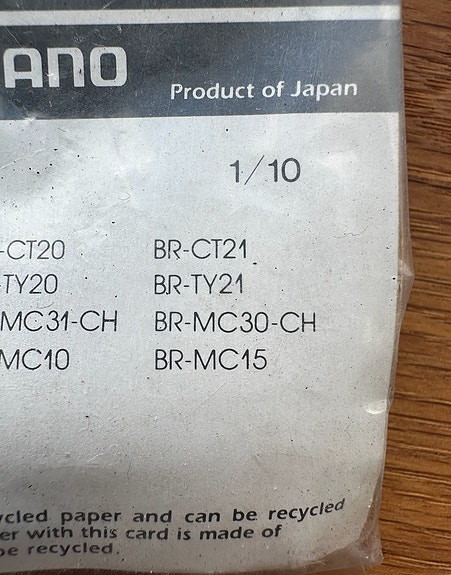 ANO
Product of Japan
1/10
-CT20 BR-CT21
-TY20 BR-TY21
-MC31-CH BR-MC30-CH
-MC10 BR-MC15
ycled paper and can be recycled
er with this card is made of
be recycled.